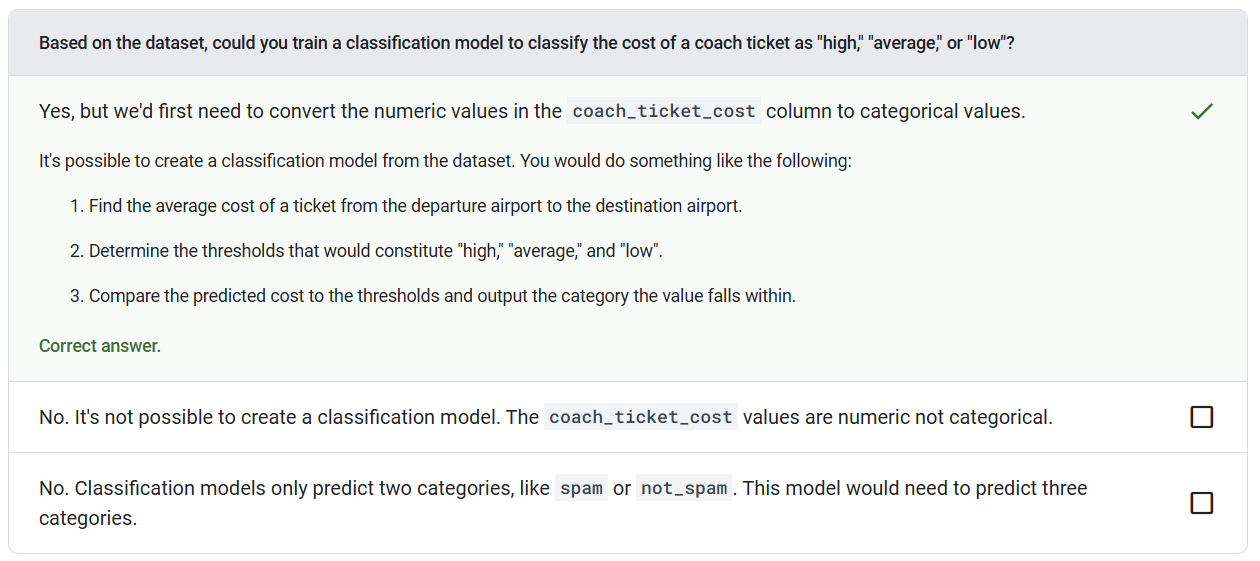 Based on the dataset, could you train a classification model to classify the cost of a coach ticket as "high," "average," or "low"?
Yes, but we'd first need to convert the numeric values in the coach_ticket_cost column to categorical values.
It's possible to create a classification model from the dataset. You would do something like the following:
1. Find the average cost of a ticket from the departure airport to the destination airport.
2. Determine the thresholds that would constitute "high," "average," and "low".
3. Compare the predicted cost to the thresholds and output the category the value falls within.
Correct answer.
No. It's not possible to create a classification model. The coach_ticket_cost values are numeric not categorical.
No. Classification models only predict two categories, like spam or not_spam. This model would need to predict three
categories.